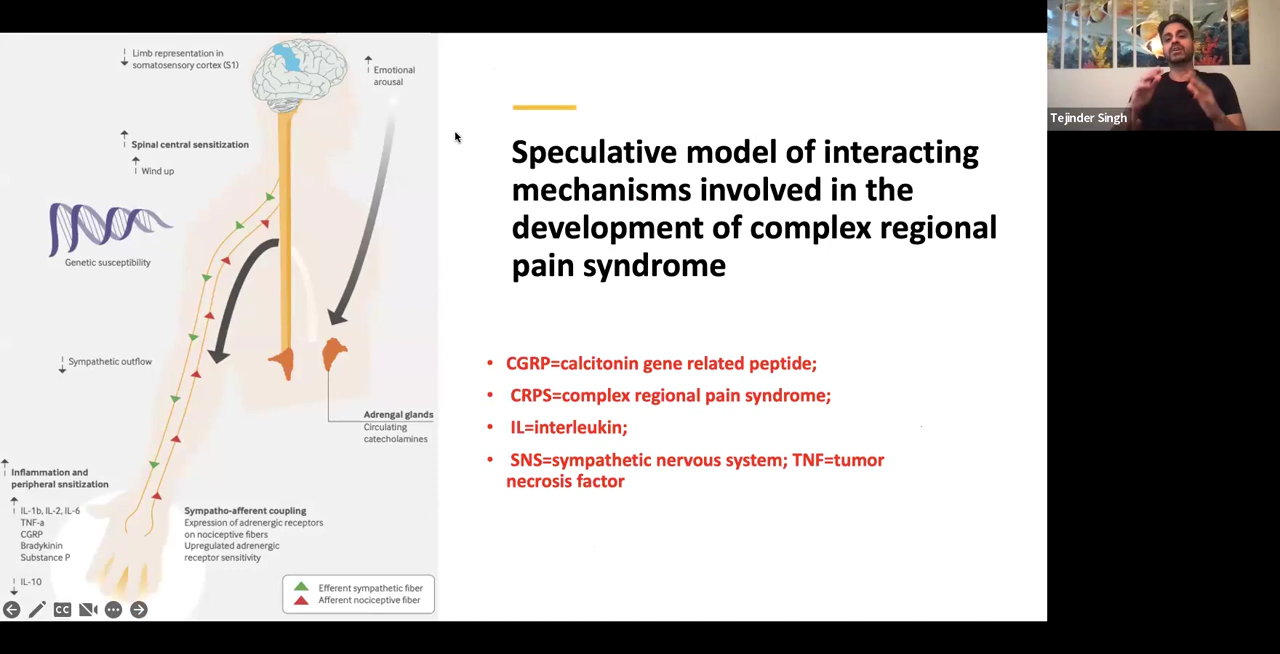 Limb representation in
somatosensory cortex (S1)
Emotional
arousal
Spinal central sensitization
Wind up
Genetic susceptibility
Sympathetic outflow
Adrengal glands
Circulating
catecholamines
Inflammation and
peripheral snsitization
IL-1b, IL-2, IL-6
TNF-a
CGRP
Bradykinin
Substance P
IL-10
Sympatho-afferent coupling
Expression of adrenergic receptors
on nociceptive fibers
Upregulated adrenergic
receptor sensitivity
Efferent sympathetic fiber
Afferent nociceptive fiber
CC
Speculative model of interacting
mechanisms involved in the
development of complex regional
pain syndrome
• CGRP=calcitonin gene related peptide;
• CRPS=complex regional pain syndrome;
• IL=interleukin;
• SNS=sympathetic nervous system; TNF=tumor
necrosis factor
Tejinder Singh